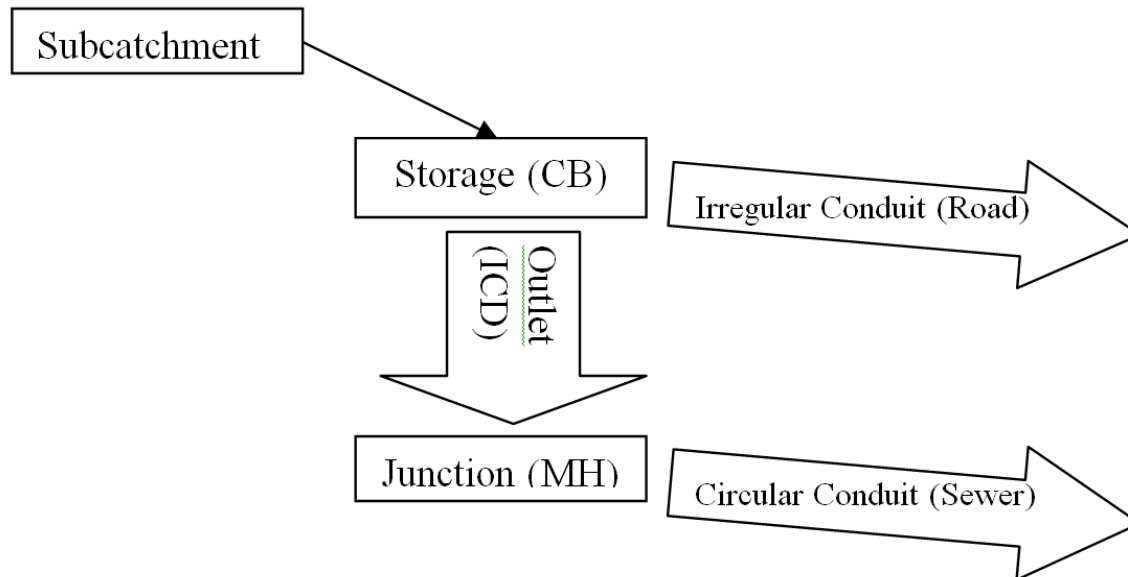 Subcatchment
Storage (CB)
Irregular Conduit (Road)
Outlet
(ICD)
Junction (MH)
Circular Conduit (Sewer)